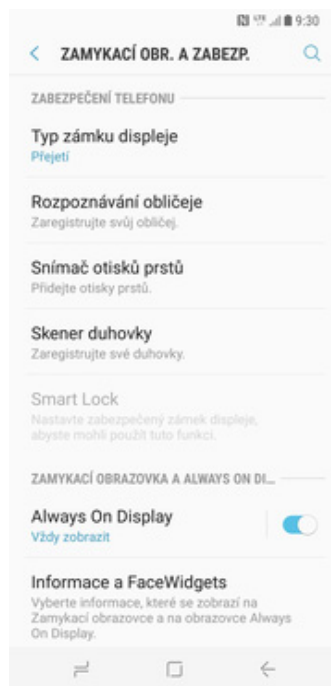 9:30
ZAMYKACÍ OBR. A ZABEZP.
ZABEZPEČENÍ TELEFONU
Typ zámku displeje
Přejetí
Rozpoznávání obličeje
Zaregistrujte svůj obličej.
Snímač otisků prstů
Přidejte otisky prstů.
Skener duhovky
Zaregistrujte své duhovky.
Smart Lock
Nastavte zabezpečený zámek displeje,
abyste mohli použít tuto funkci.
ZAMYKACÍ OBRAZOVKA A ALWAYS ON DI...
Always On Display
Vždy zobrazit
Informace a FaceWidgets
Vyberte informace, které se zobrazí na
Zamykací obrazovce a na obrazovce Always
On Display.